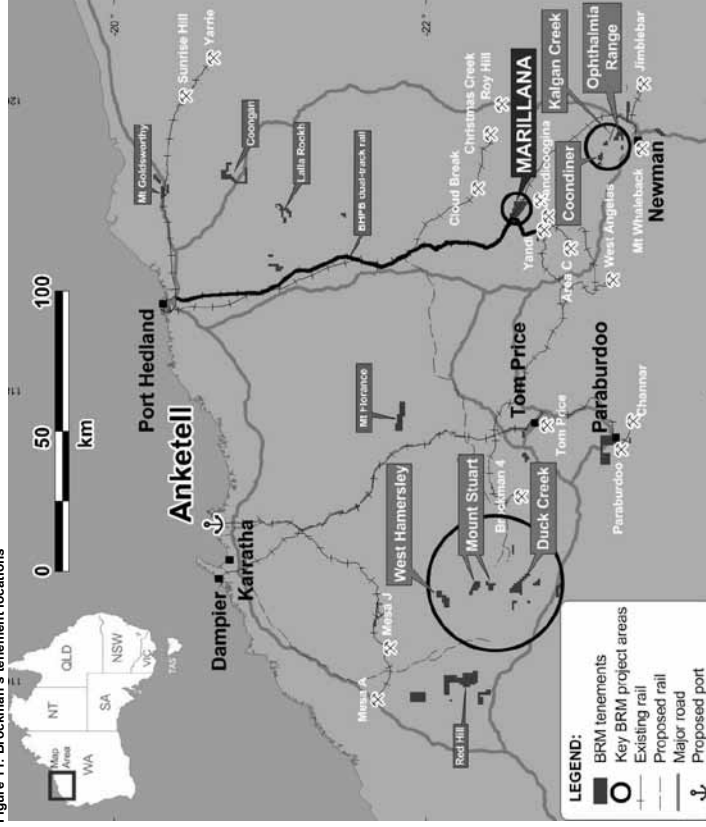 Figure 11: Brockman's tenement locations
NT
QLD
WA
SA
NSW
VIC
TAS
Map
Area
0
50
100
km
-20 °
-22 °
Port Hedland
Mt Goldsworthy
Sunrise Hill
Yarrie
Coongan
Lalla Rookh
BHPB dual-track rail
Anketell
Dampier
Karratha
Mt Florance
Mesa A
Mesa J
Red Hill
West Hamersley
Mount Stuart
Brockman 4
Duck Creek
Tom Price
Tom Price
Paraburdoo
Paraburdoo
Channar
Cloud Break
Christmas Creek
Roy Hill
MARILLANA
Yandi
Yandicoogina
Area C
West Angelas
Coondiner
Kalgan Creek
Ophthalmia
Range
Mt Whaleback
Newman
Jimblebar
LEGEND:
BRM tenements
Key BRM project areas
Existing rail
Proposed rail
Major road
Proposed port